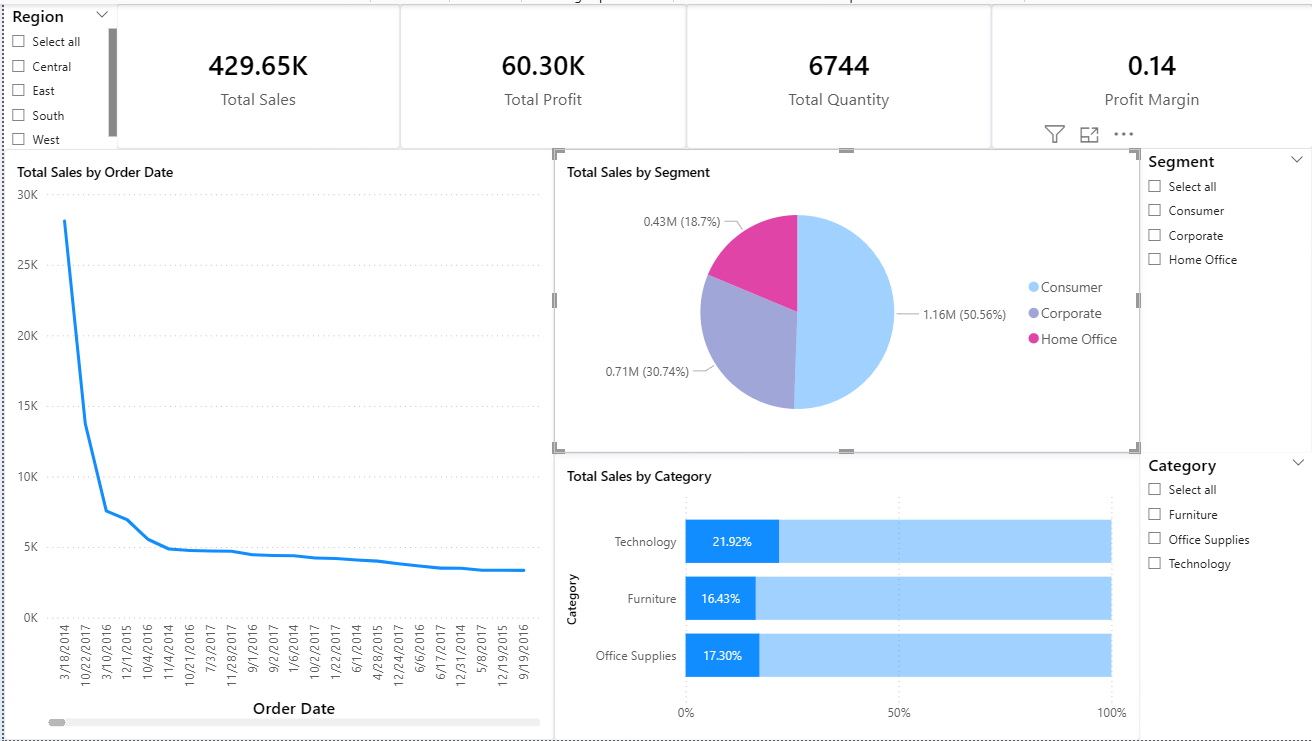 Region
Select all
Central
East
South
West
429.65K
Total Sales
60.30K
Total Profit
6744
Total Quantity
0.14
Profit Margin
Total Sales by Order Date
30K
25K
20K
15K
10K
5K
0K
3/18/2014
10/22/2017
3/10/2016
12/1/2015
10/4/2016
11/4/2014
10/21/2016
7/3/2017
11/28/2017
9/1/2016
9/2/2017
1/6/2014
10/2/2017
1/22/2017
6/1/2014
4/28/2015
12/24/2017
6/6/2016
6/17/2017
12/31/2014
5/8/2017
12/19/2015
9/19/2016
Order Date
Total Sales by Segment
0.43M (18.7%)
1.16M (50.56%)
0.71M (30.74%)
Consumer
Corporate
Home Office
Segment
Select all
Consumer
Corporate
Home Office
Total Sales by Category
Category
Technology
21.92%
Furniture
16.43%
Office Supplies
17.30%
0%
50%
100%
Category
Select all
Furniture
Office Supplies
Technology